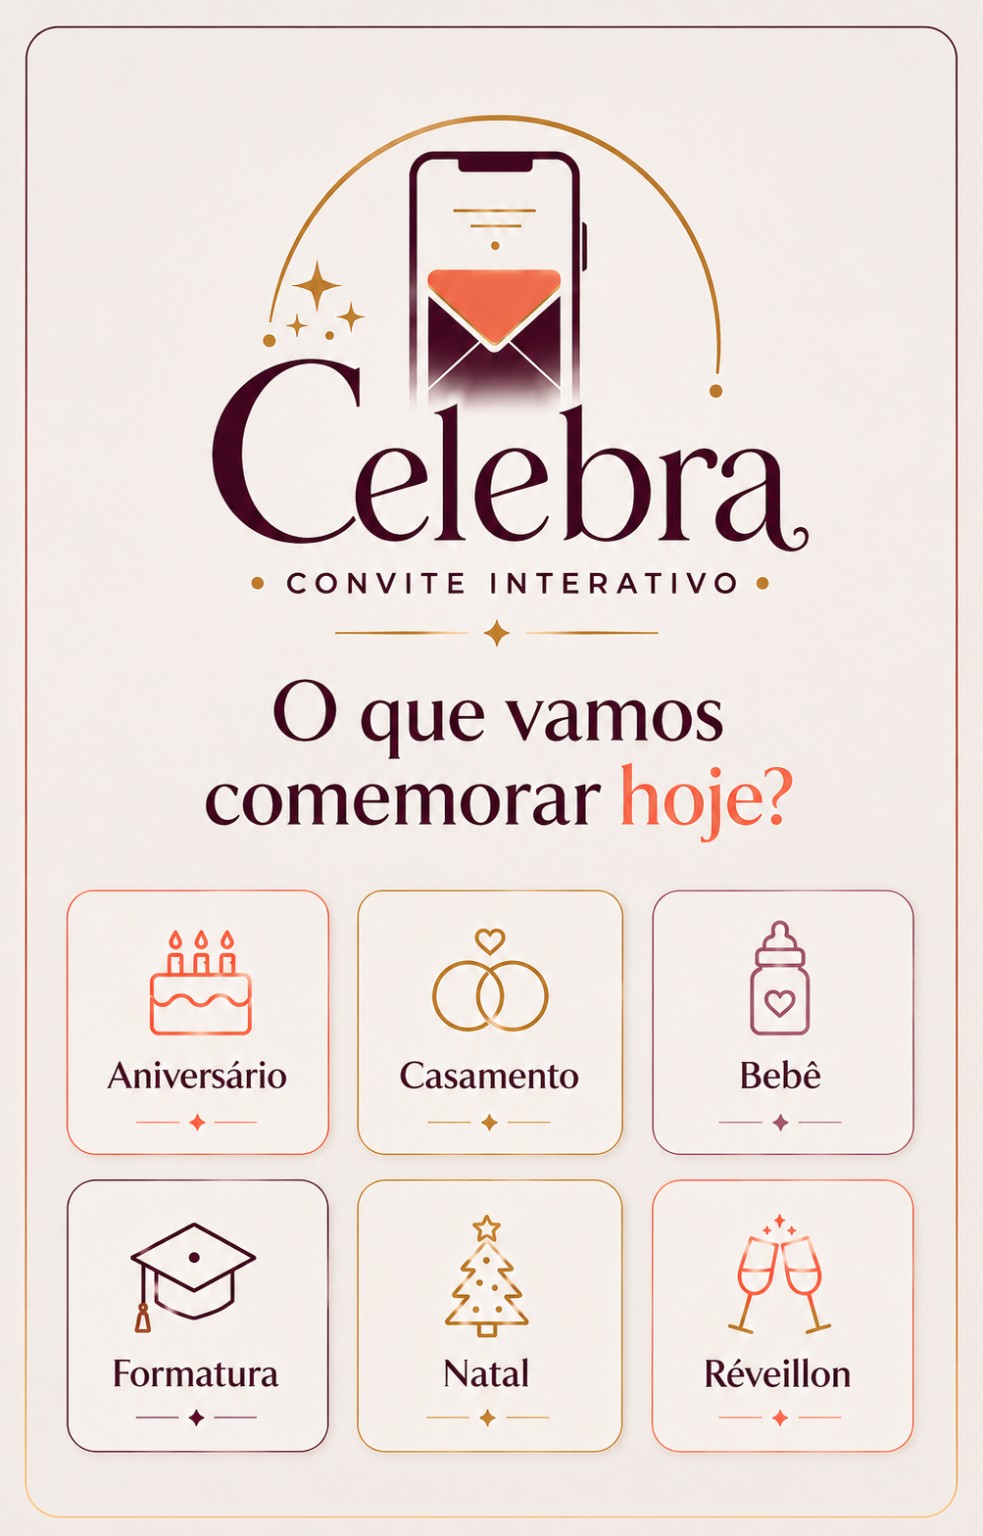 Celebra
• CONVITE INTERATIVO •
O que vamos
comemorar hoje?
Aniversário
Casamento
Bebê
Formatura
Natal
Réveillon